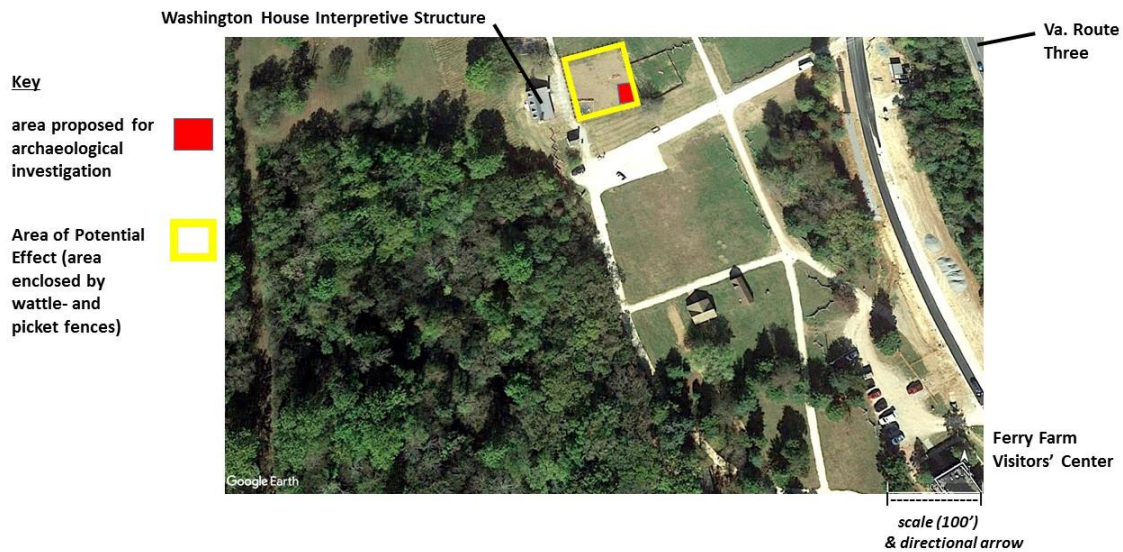 Washington House Interpretive Structure
Va. Route
Three
Key
area proposed for
archaeological
investigation
Area of Potential
Effect (area
enclosed by
wattle- and
picket fences)
Ferry Farm
Visitors’ Center
Google Earth
scale (100’)
& directional arrow